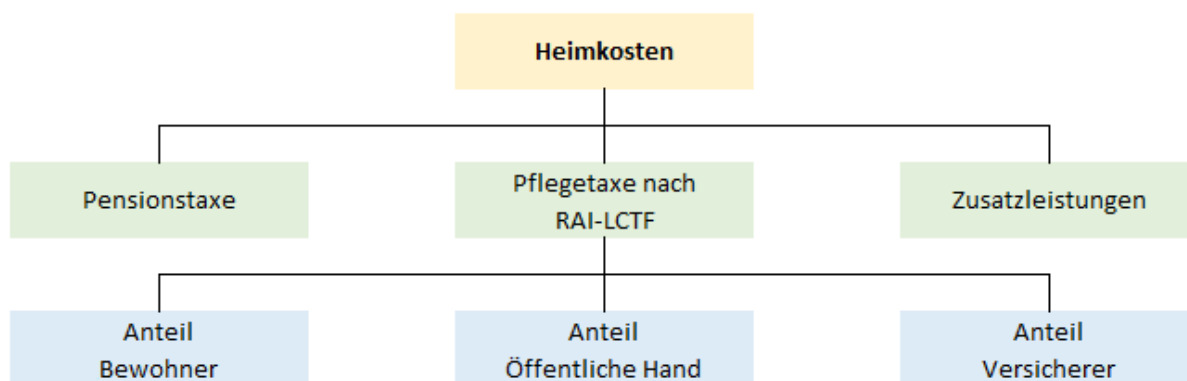 Heimkosten
Pensionstaxe
Pflegetaxe nach
RAI-LCTF
Zusatzleistungen
Anteil
Bewohner
Anteil
Öffentliche Hand
Anteil
Versicherer